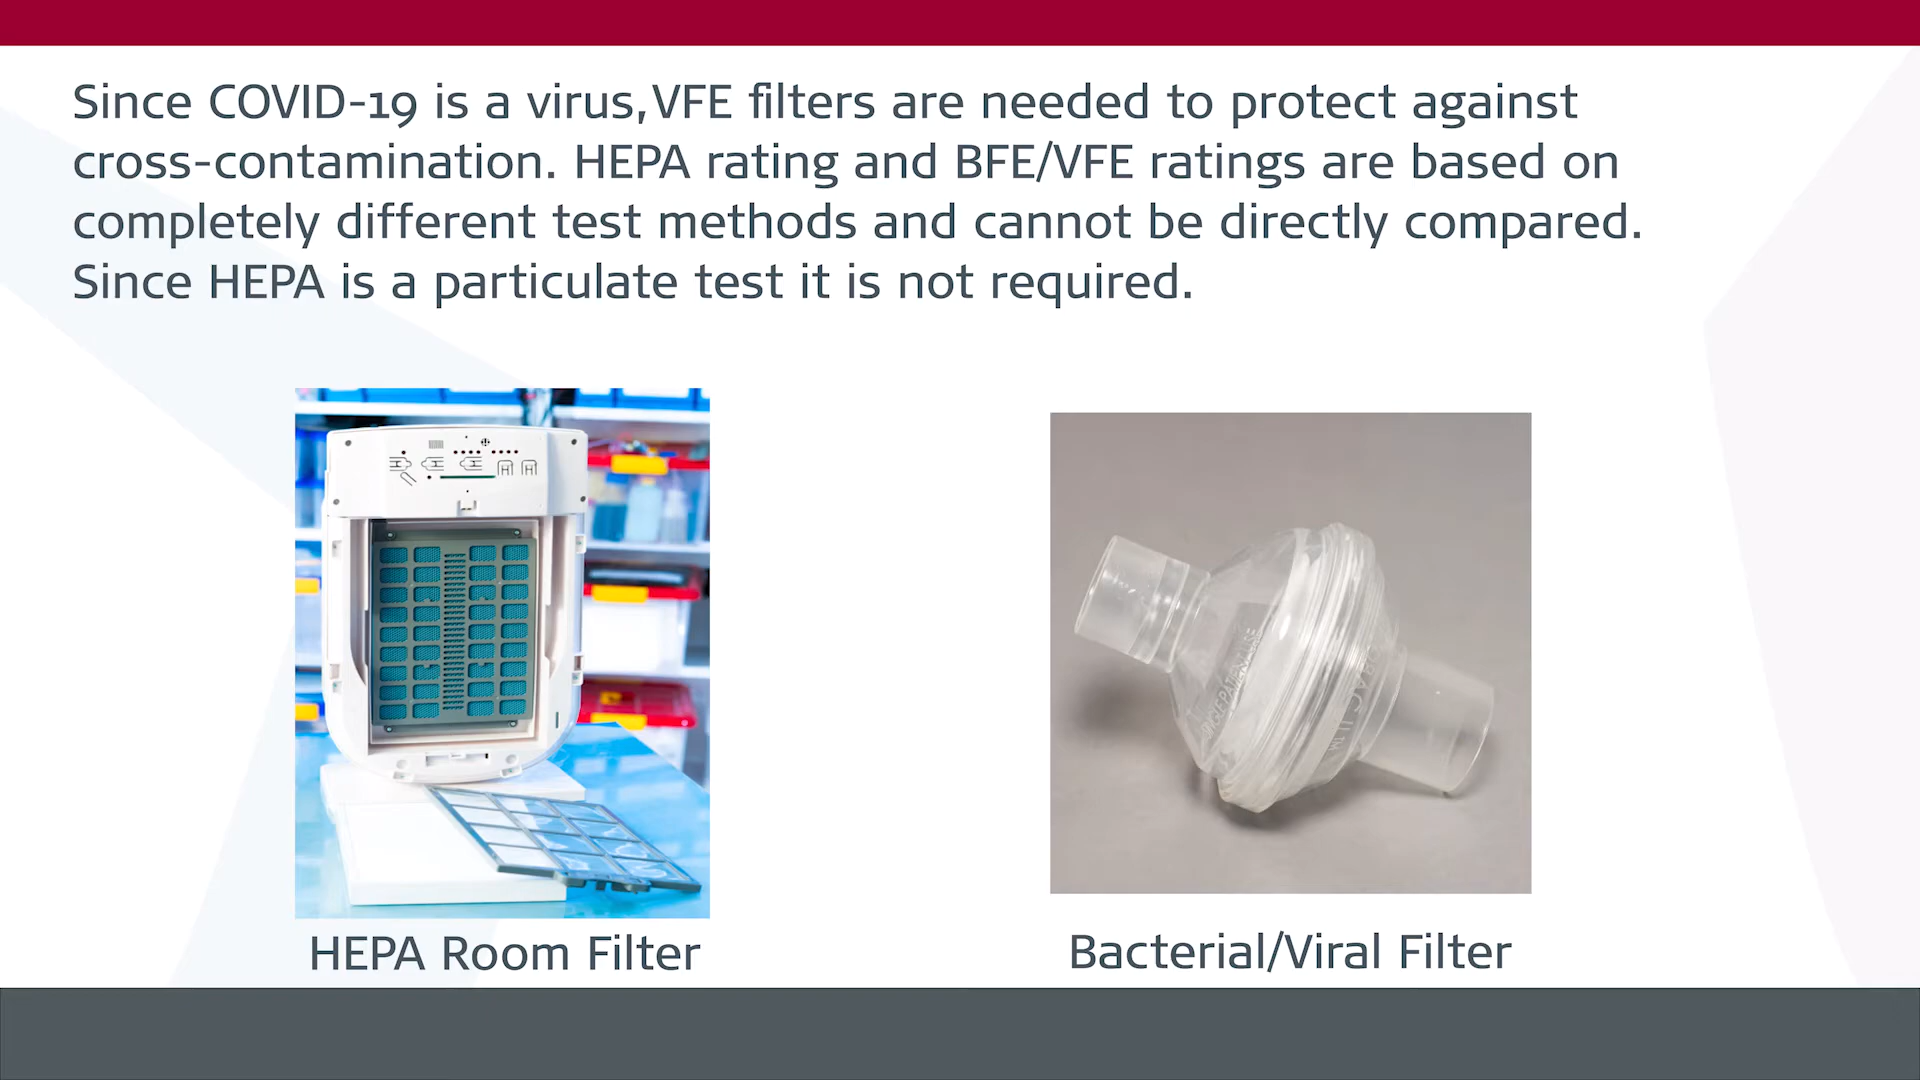 Since COVID-19 is a virus, VFE filters are needed to protect against
cross-contamination. HEPA rating and BFE/VFE ratings are based on
completely different test methods and cannot be directly compared.
Since HEPA is a particulate test it is not required.
HEPA Room Filter
Bacterial/Viral Filter